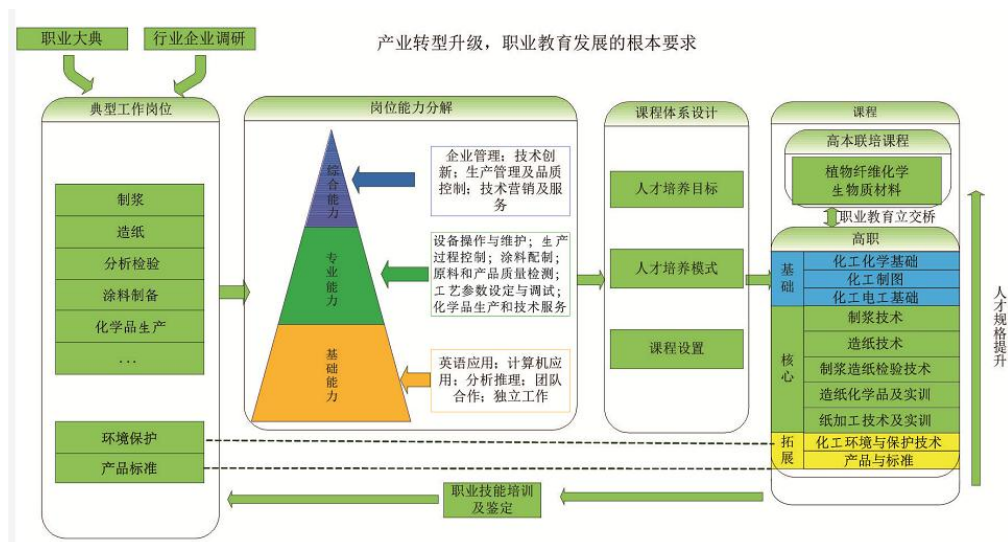 职业大典
行业企业调研
产业转型升级，职业教育发展的根本要求
典型工作岗位
制浆
造纸
分析检验
涂料制备
化学品生产
...
环境保护
产品标准
岗位能力分解
综合能力
专业能力
基础能力
企业管理；技术创
新；生产管理及品质
控制；技术营销及服
务
设备操作与维护；生产
过程控制；涂料配制；
原料和产品质量检测；
工艺参数设定与调试；
化学品生产和技术服务
英语应用；计算机应
用；分析推理；团队
合作；独立工作
课程体系设计
人才培养目标
人才培养模式
课程设置
课程
高本联培课程
植物纤维化学
生物质材料
职业教育立交桥
高职
基础
化工化学基础
化工制图
化工电工基础
核心
制浆技术
造纸技术
制浆造纸检验技术
造纸化学品及实训
纸加工技术及实训
拓展
化工环境与保护技术
产品与标准
人才规格提升
职业技能培训
及鉴定